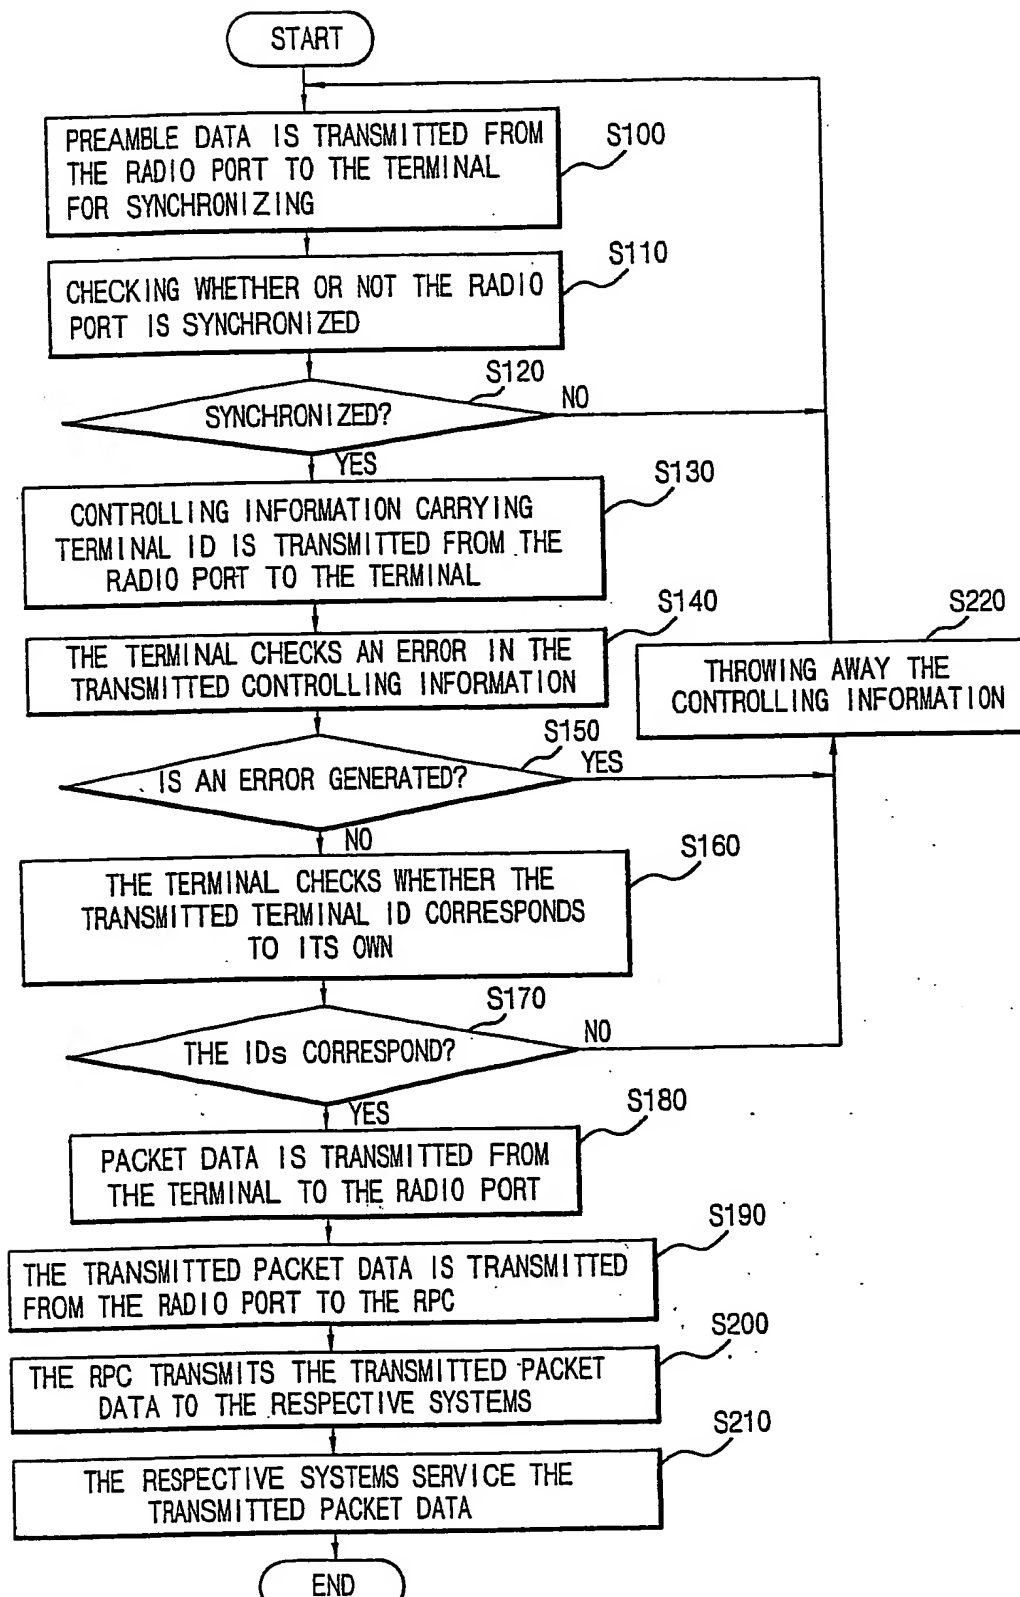 START
PREAMBLE DATA IS TRANSMITTED FROM
THE RADIO PORT TO THE TERMINAL
FOR SYNCHRONIZING
S100
CHECKING WHETHER OR NOT THE RADIO
PORT IS SYNCHRONIZED
S110
SYNCHRONIZED?
S120
NO
YES
CONTROLLING INFORMATION CARRYING
TERMINAL ID IS TRANSMITTED FROM THE
RADIO PORT TO THE TERMINAL
S130
THE TERMINAL CHECKS AN ERROR IN THE
TRANSMITTED CONTROLLING INFORMATION
S140
S220
THROWING AWAY THE
CONTROLLING INFORMATION
IS AN ERROR GENERATED?
S150
YES
NO
THE TERMINAL CHECKS WHETHER THE
TRANSMITTED TERMINAL ID CORRESPONDS
TO ITS OWN
S160
THE IDs CORRESPOND?
S170
NO
YES
PACKET DATA IS TRANSMITTED FROM
THE TERMINAL TO THE RADIO PORT
S180
THE TRANSMITTED PACKET DATA IS TRANSMITTED
FROM THE RADIO PORT TO THE RPC
S190
THE RPC TRANSMITS THE TRANSMITTED PACKET
DATA TO THE RESPECTIVE SYSTEMS
S200
THE RESPECTIVE SYSTEMS SERVICE THE
TRANSMITTED PACKET DATA
S210
END